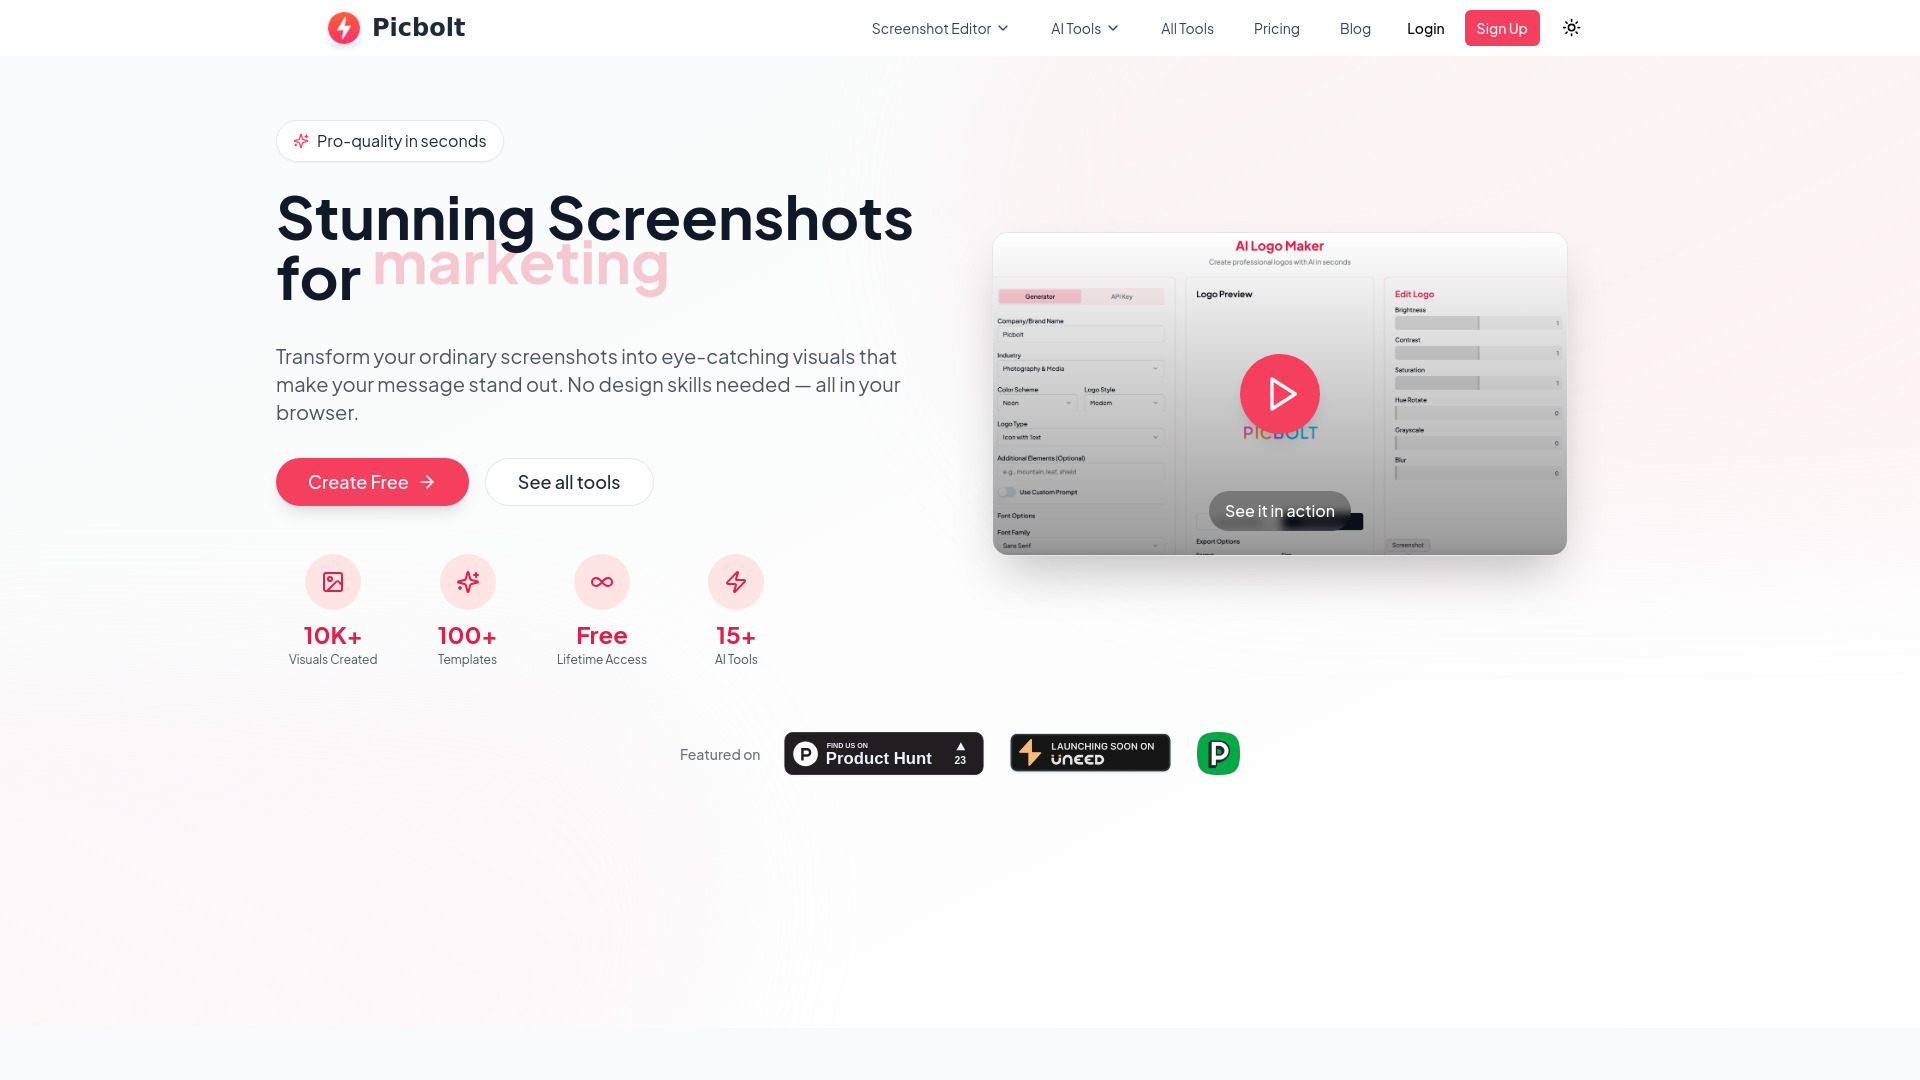 Picbolt
Screenshot Editor
AI Tools
All Tools
Pricing
Blog
Login
Sign Up
Pro-quality in seconds
Stunning Screenshots
for marketing
Transform your ordinary screenshots into eye-catching visuals that
make your message stand out. No design skills needed — all in your
browser.
Create Free
See all tools
10K+
Visuals Created
100+
Templates
Free
Lifetime Access
15+
AI Tools
AI Logo Maker
Create professional logos with AI in seconds
Generator
API Key
Company/Brand Name
Picbolt
Industry
Photography & Media
Color Scheme
Logo Style
Neon
Modern
Logo Type
Icon with Text
Additional Elements (Optional)
e.g., mountain, leaf, shield
Use Custom Prompt
Font Options
Font Family
Sans Serif
Logo Preview
PICBOLT
See it in action
Export Options
Edit Logo
Brightness
1
Contrast
1
Saturation
1
Hue Rotate
0
Grayscale
0
Blur
0
Screenshot
Featured on
P
FIND US ON
Product Hunt
23
LAUNCHING SOON ON
UNEED
P